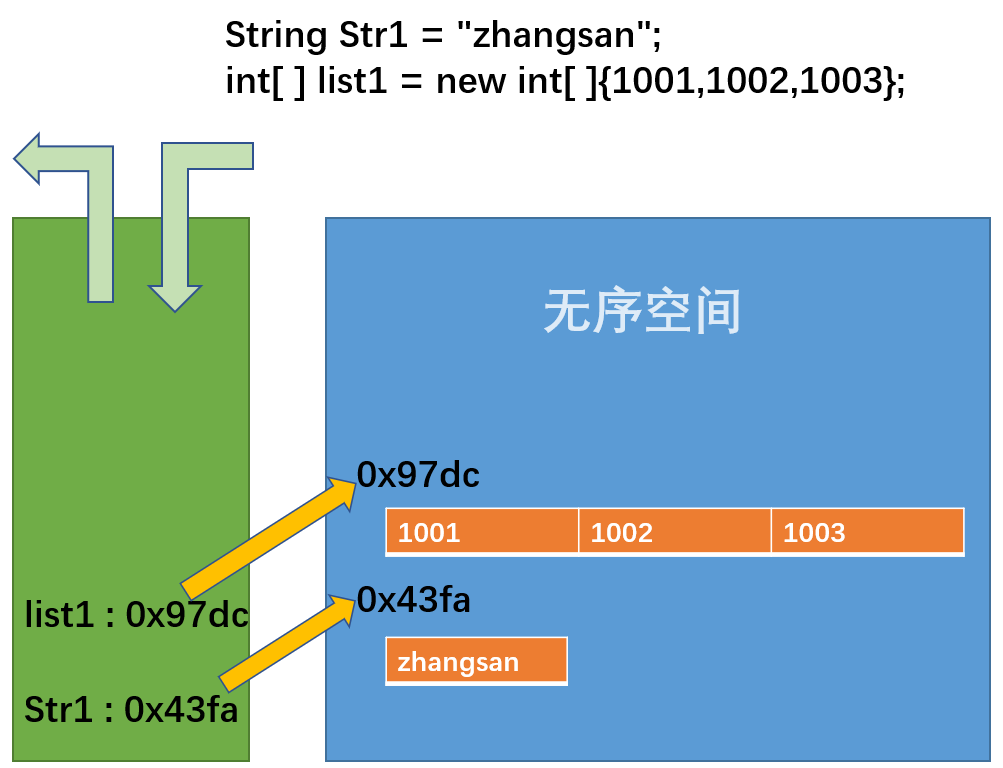 String Str1 = "zhangsan";
int[ ] list1 = new int[ ]{1001,1002,1003};
无序空间
0x97dc
1001 1002 1003
list1 : 0x97dc
0x43fa
zhangsan
Str1 : 0x43fa